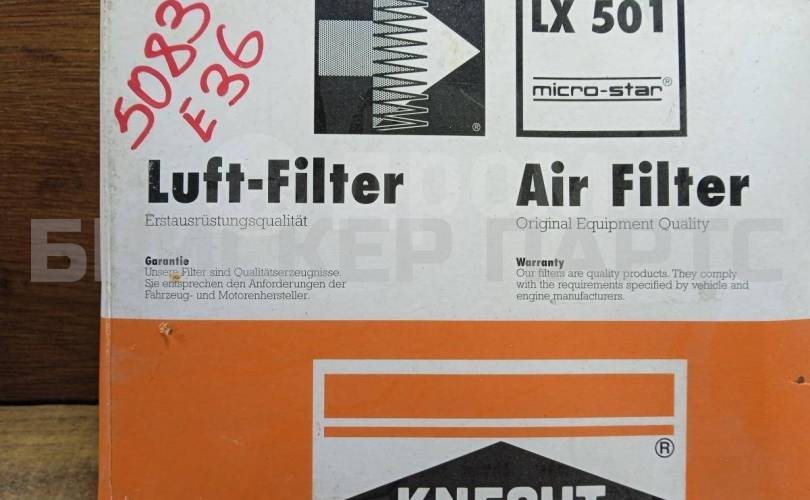 5083
E36
LX 501
micro-star®
®
Luft-Filter
Erstausrüstungsqualität
Garantie
Unsere Filter sind Qualitätserzeugnisse.
Sie entsprechen den Anforderungen der
Fahrzeug- und Motorenhersteller.
Air Filter
Original Equipment Quality
Warranty
Our filters are quality products. They comply
with the requirements specified by vehicle and
engine manufacturers.
®
KNECHT